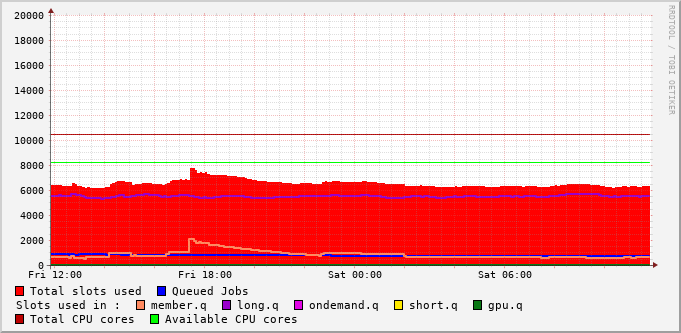 20000
18000
16000
14000
12000
10000
8000
6000
4000
2000
0
Fri 12:00 Fri 18:00 Sat 00:00 Sat 06:00
Total slots used Queued Jobs
Slots used in : member.q long.q ondemand.q short.q gpu.q
Total CPU cores Available CPU cores
RRDTOOL / TOBI OETIKER